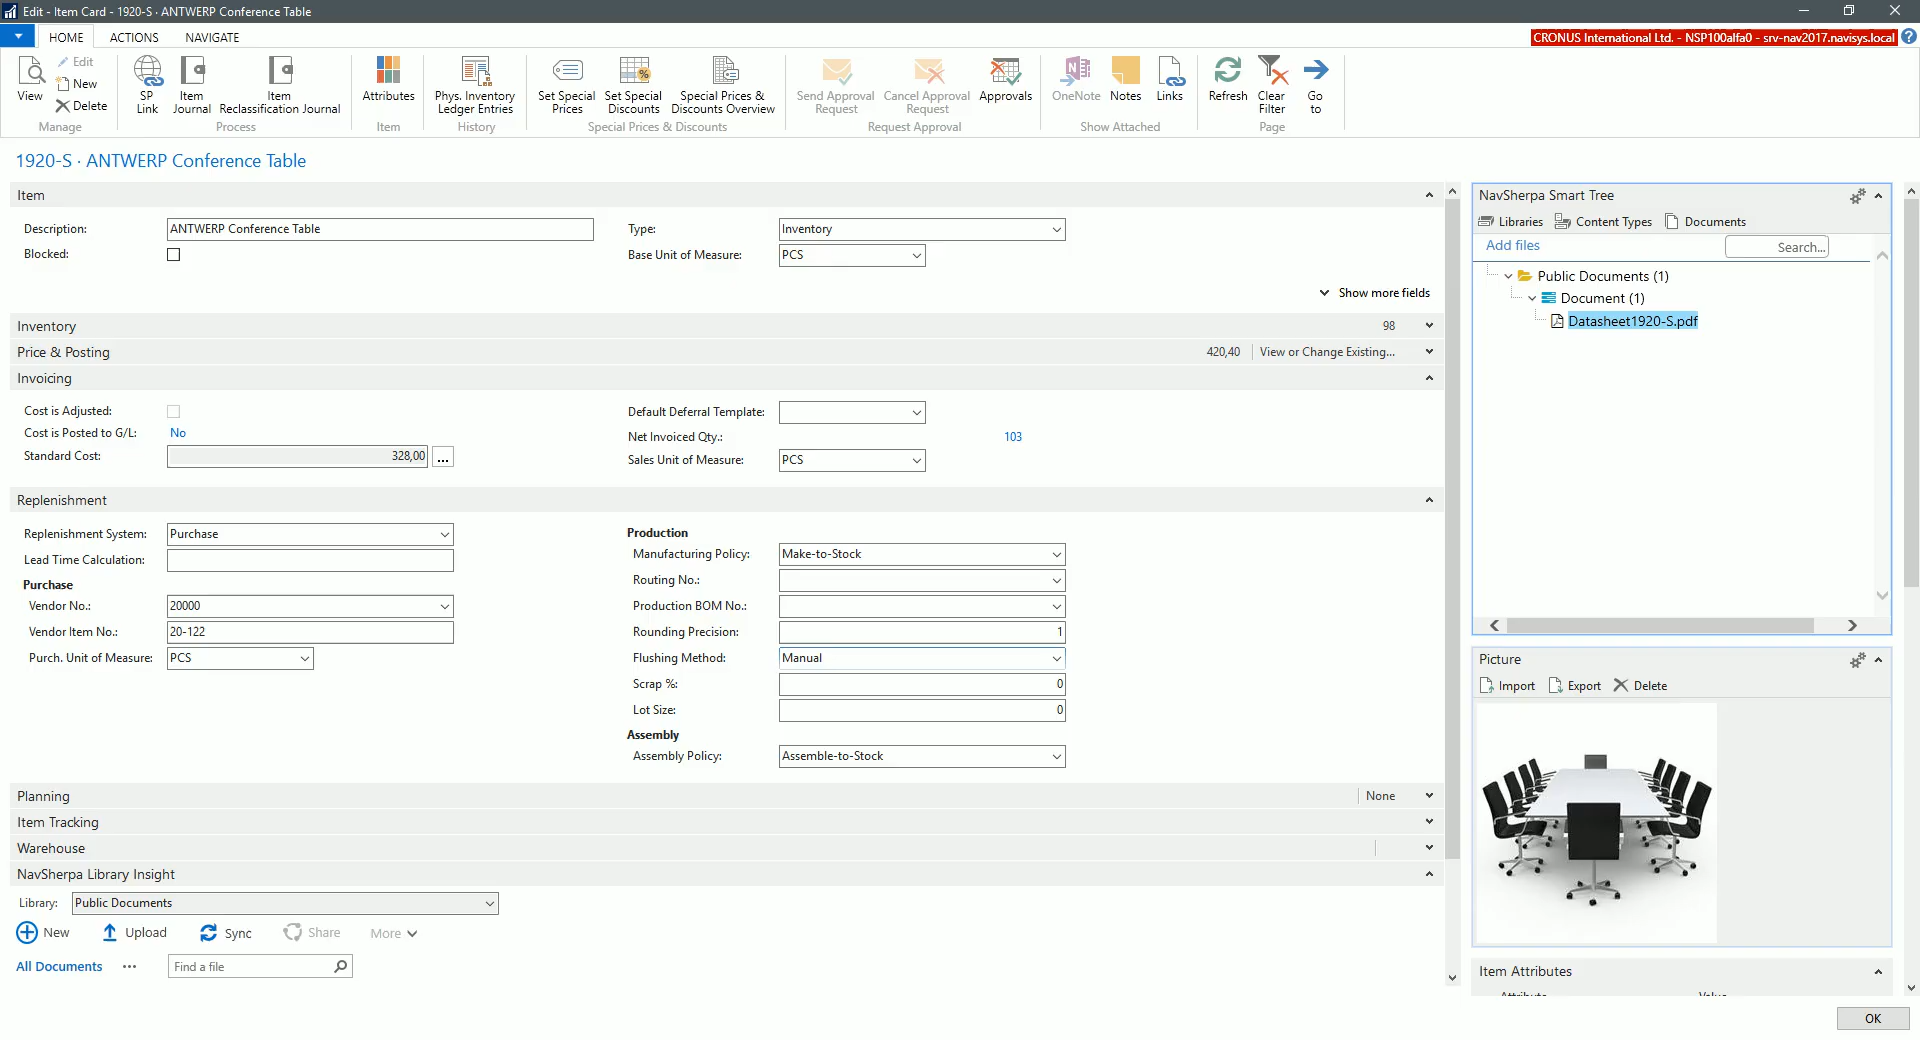 Edit - Item Card - 1920-S · ANTWERP Conference Table
HOME ACTIONS NAVIGATE
CRONUS International Ltd. - NSP100alfa0 - srv-nav2017.navisys.local
View
Edit
New
Delete
Manage
SP Link
Item Journal
Item Reclassification Journal
Process
Attributes
Item
Phys. Inventory Ledger Entries
History
Set Special Prices
Set Special Discounts
Special Prices & Discounts Overview
Special Prices & Discounts
Send Approval Request
Cancel Approval Request
Approvals
Request Approval
OneNote
Notes
Links
Show Attached
Refresh
Clear Filter
Go to
Page
1920-S · ANTWERP Conference Table
Item
Description: ANTWERP Conference Table
Blocked:
Type: Inventory
Base Unit of Measure: PCS
Show more fields
Inventory 98
Price & Posting 420,40 View or Change Existing...
Invoicing
Cost is Adjusted:
Cost is Posted to G/L: No
Standard Cost: 328,00 ...
Default Deferral Template:
Net Invoiced Qty.: 103
Sales Unit of Measure: PCS
Replenishment
Replenishment System: Purchase
Lead Time Calculation:
Purchase
Vendor No.: 20000
Vendor Item No.: 20-122
Purch. Unit of Measure: PCS
Production
Manufacturing Policy: Make-to-Stock
Routing No.:
Production BOM No.:
Rounding Precision: 1
Flushing Method: Manual
Scrap %: 0
Lot Size: 0
Assembly
Assembly Policy: Assemble-to-Stock
Planning None
Item Tracking
Warehouse
NavSherpa Library Insight
Library: Public Documents
New Upload Sync Share More
All Documents ... Find a file
NavSherpa Smart Tree
Libraries Content Types Documents
Add files Search...
Public Documents (1)
Document (1)
Datasheet1920-S.pdf
Picture
Import Export Delete
Item Attributes
Attribute Value
OK